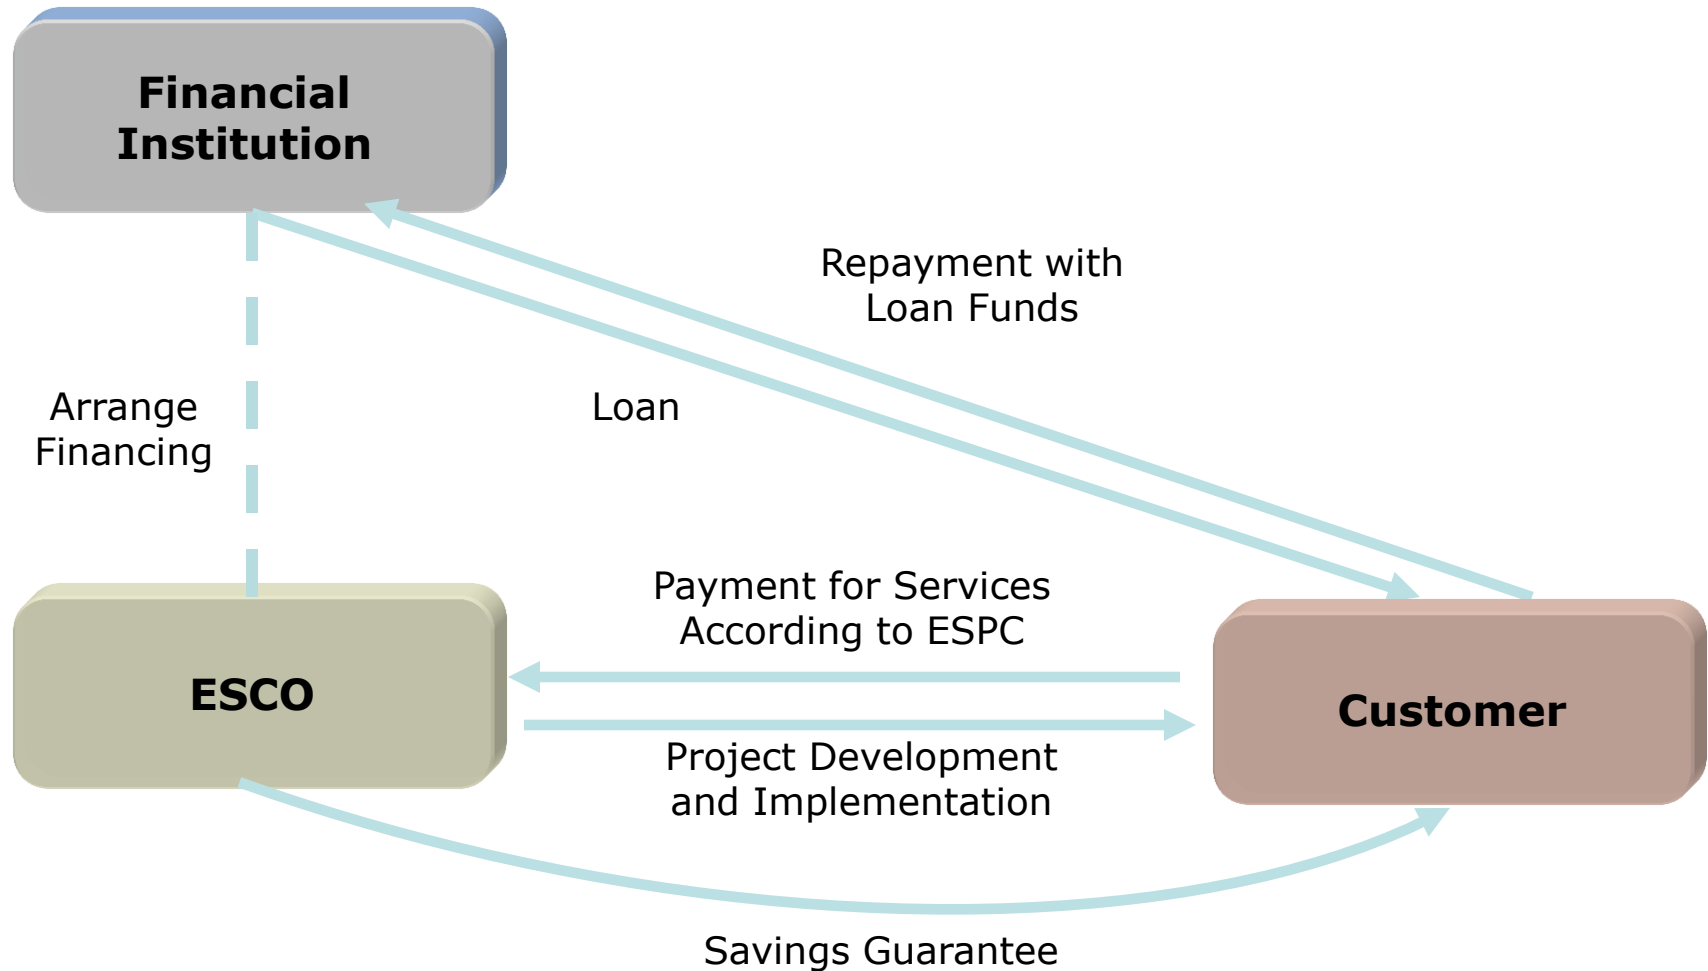 Financial
Institution
Repayment with
Loan Funds
Arrange
Financing
Loan
Payment for Services
According to ESPC
ESCO
Customer
Project Development
and Implementation
Savings Guarantee